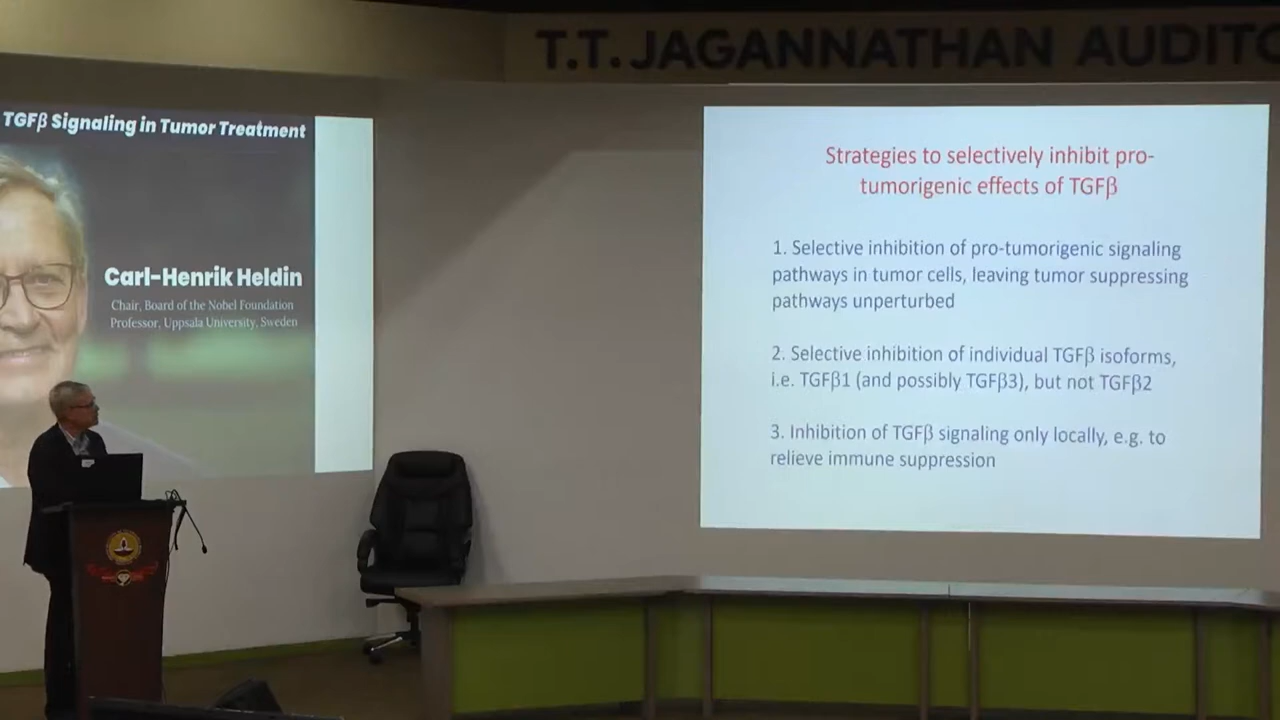 T.T. JAGANNATHAN AUDITO
TGFβ Signaling in Tumor Treatment
Carl-Henrik Heldin
Chair, Board of the Nobel Foundation
Professor, Uppsala University, Sweden
Strategies to selectively inhibit pro-
tumorigenic effects of TGFβ
1. Selective inhibition of pro-tumorigenic signaling
pathways in tumor cells, leaving tumor suppressing
pathways unperturbed
2. Selective inhibition of individual TGFβ isoforms,
i.e. TGFβ1 (and possibly TGFβ3), but not TGFβ2
3. Inhibition of TGFβ signaling only locally, e.g. to
relieve immune suppression